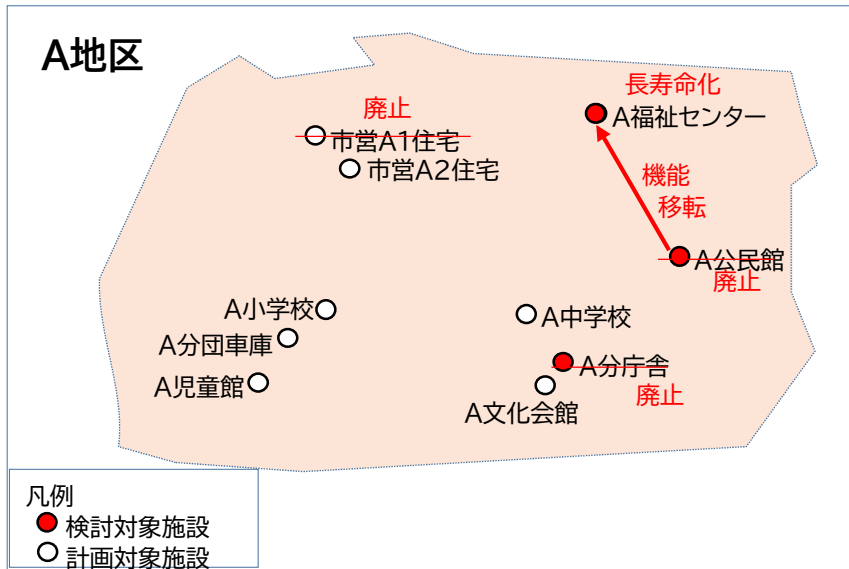 A地区
長寿命化
A福祉センター
廃止
市営A1住宅
市営A2住宅
機能
移転
A公民館
廃止
A小学校
A中学校
A分団車庫
A分庁舎
A児童館
廃止
A文化会館
凡例
検討対象施設
計画対象施設